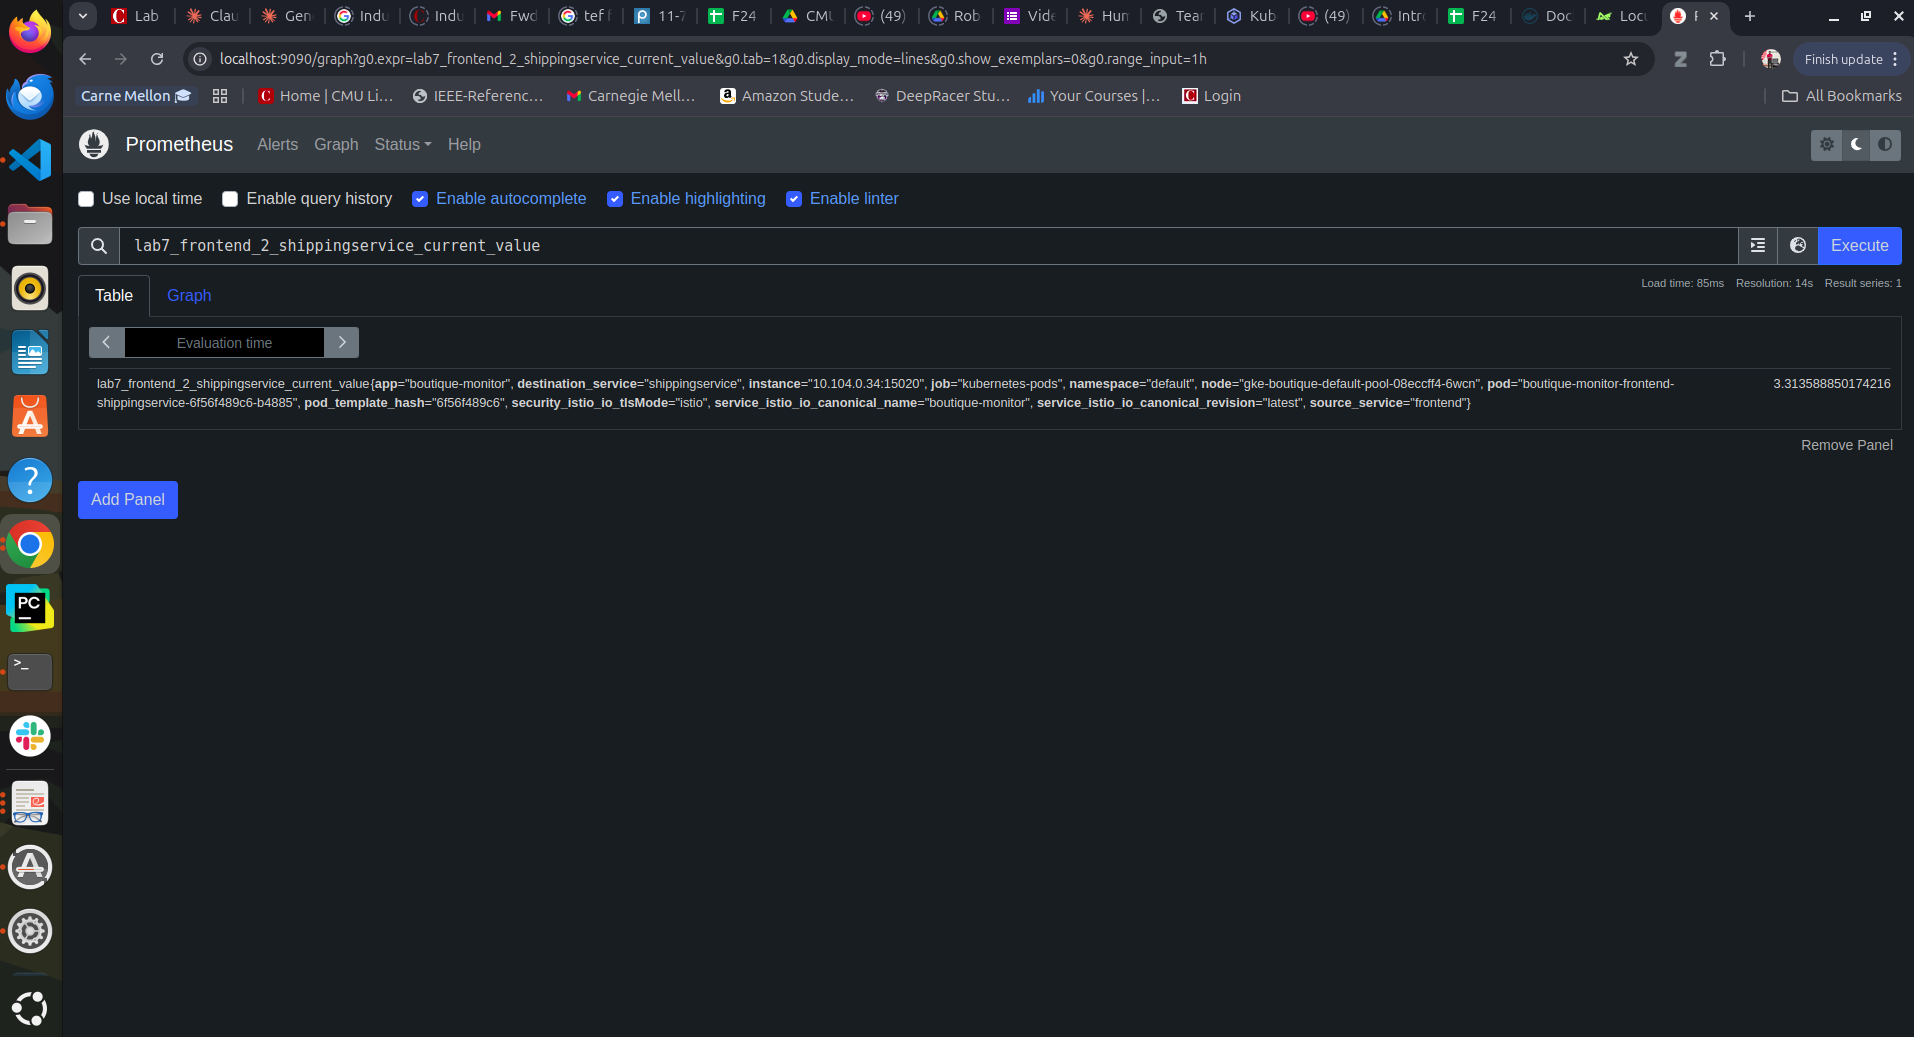 Lab
Clau
Gen
Indu
Indu
Fwd
tef f
11-7
F24
CMU
(49)
Rob
Vide
Hum
Tear
Kub
(49)
Intro
F24
Doc
Locu
localhost:9090/graph?g0.expr=lab7_frontend_2_shippingservice_current_value&g0.tab=1&g0.display_mode=lines&g0.show_exemplars=0&g0.range_input=1h
Finish update
Carne Mellon
Home | CMU Li...
IEEE-Referenc...
Carnegie Mell...
Amazon Stude...
DeepRacer Stu...
Your Courses |...
Login
All Bookmarks
Prometheus
Alerts
Graph
Status
Help
Use local time
Enable query history
Enable autocomplete
Enable highlighting
Enable linter
lab7_frontend_2_shippingservice_current_value
Execute
Table
Graph
Load time: 85ms Resolution: 14s Result series: 1
Evaluation time
lab7_frontend_2_shippingservice_current_value{app="boutique-monitor", destination_service="shippingservice", instance="10.104.0.34:15020", job="kubernetes-pods", namespace="default", node="gke-boutique-default-pool-08eccff4-6wcn", pod="boutique-monitor-frontend-
shippingservice-6f56f489c6-b4885", pod_template_hash="6f56f489c6", security_istio_io_tlsMode="istio", service_istio_io_canonical_name="boutique-monitor", service_istio_io_canonical_revision="latest", source_service="frontend"}
3.313588850174216
Remove Panel
Add Panel
PC